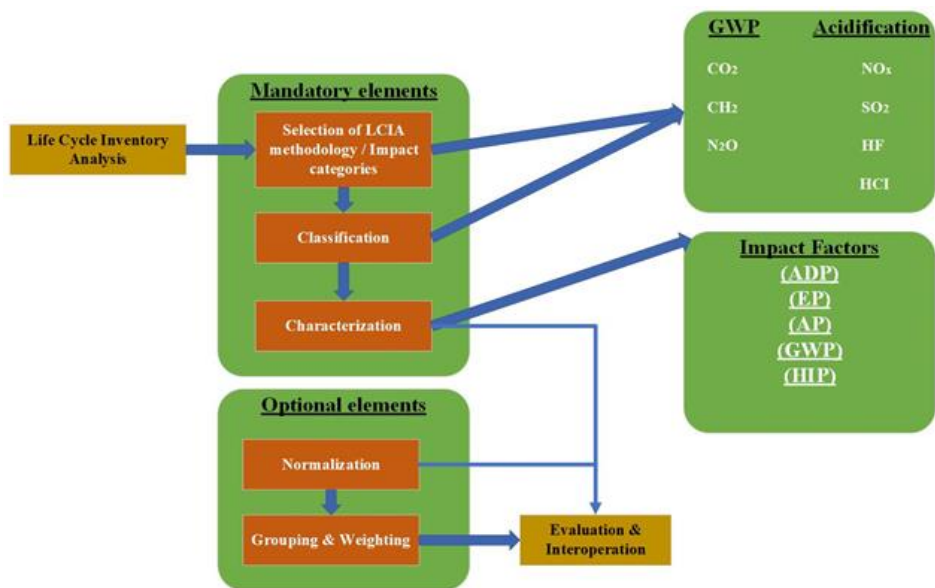 Life Cycle Inventory
Analysis
Mandatory elements
Selection of LCIA
methodology / Impact
categories
Classification
Characterization
Optional elements
Normalization
Grouping & Weighting
Evaluation &
Interoperation
GWP Acidification
CO₂ NOₓ
CH₂ SO₂
N₂O HF
HCI
Impact Factors
(ADP)
(EP)
(AP)
(GWP)
(HIP)